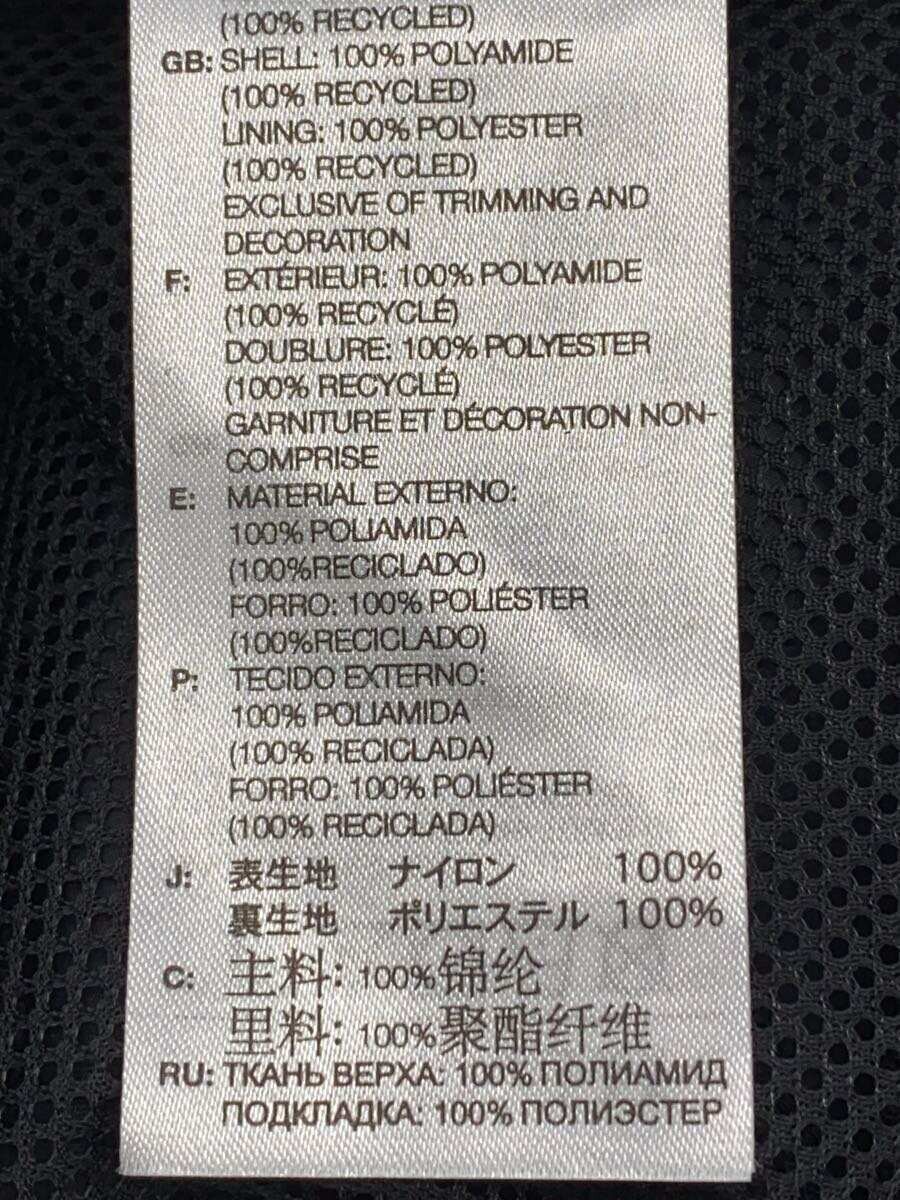 (100% RECYCLED)
GB: SHELL: 100% POLYAMIDE
(100% RECYCLED)
LINING: 100% POLYESTER
(100% RECYCLED)
EXCLUSIVE OF TRIMMING AND
DECORATION
F: EXTÉRIEUR: 100% POLYAMIDE
(100% RECYCLÉ)
DOUBLURE: 100% POLYESTER
(100% RECYCLÉ)
GARNITURE ET DÉCORATION NON-
COMPRISE
E: MATERIAL EXTERNO:
100% POLIAMIDA
(100%RECICLADO)
FORRO: 100% POLIÉSTER
(100%RECICLADO)
P: TECIDO EXTERNO:
100% POLIAMIDA
(100% RECICLADA)
FORRO: 100% POLIÉSTER
(100% RECICLADA)
J: 表生地 ナイロン 100%
裏生地 ポリエステル 100%
C: 主料: 100%锦纶
里料: 100%聚酯纤维
RU: ТКАНЬ ВЕРХА: 100% ПОЛИАМИД
ПОДКЛАДКА: 100% ПОЛИЭСТЕР